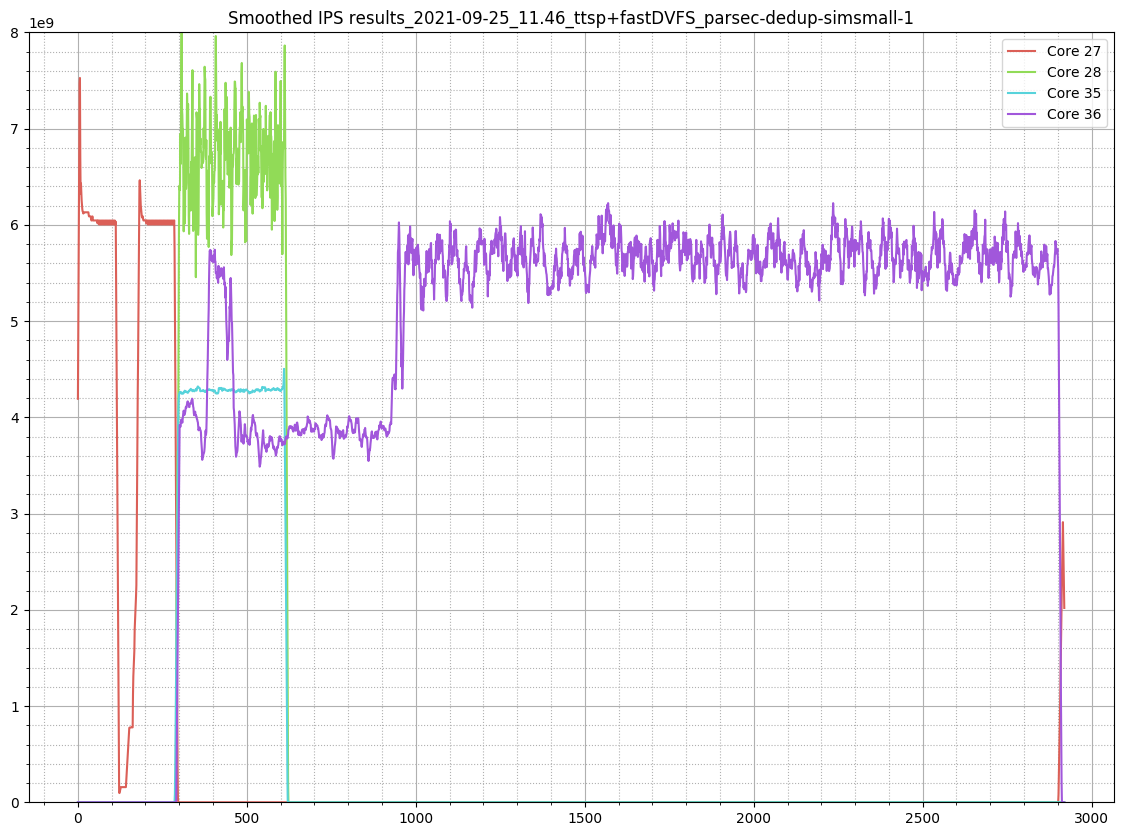 Smoothed IPS results_2021-09-25_11.46_ttsp+fastDVFS_parsec-dedup-simsmall-1
1e9
8
7
6
5
4
3
2
1
0
Core 27
Core 28
Core 35
Core 36
0 500 1000 1500 2000 2500 3000